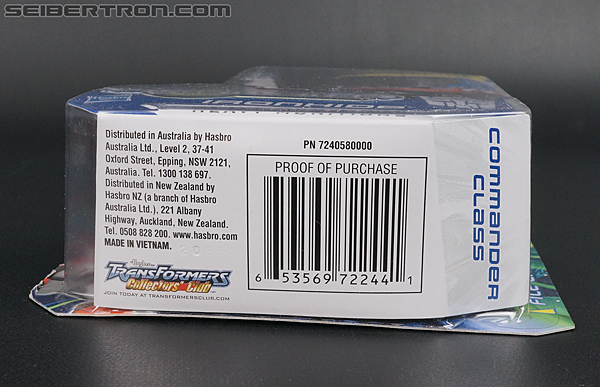 SEIBERTRON.COM
IRONHIDE
Distributed in Australia by Hasbro
Australia Ltd., Level 2, 37-41
Oxford Street, Epping, NSW 2121,
Australia. Tel. 1300 138 697.
Distributed in New Zealand by
Hasbro NZ (a branch of Hasbro
Australia Ltd.), 221 Albany
Highway, Auckland, New Zealand.
Tel. 0508 828 200. www.hasbro.com
MADE IN VIETNAM.
TRANSFORMERS
Collectors' Club
JOIN TODAY AT TRANSFORMERSCLUB.COM
PN 7240580000
PROOF OF PURCHASE
6 53569 72244 1
COMMANDER
CLASS